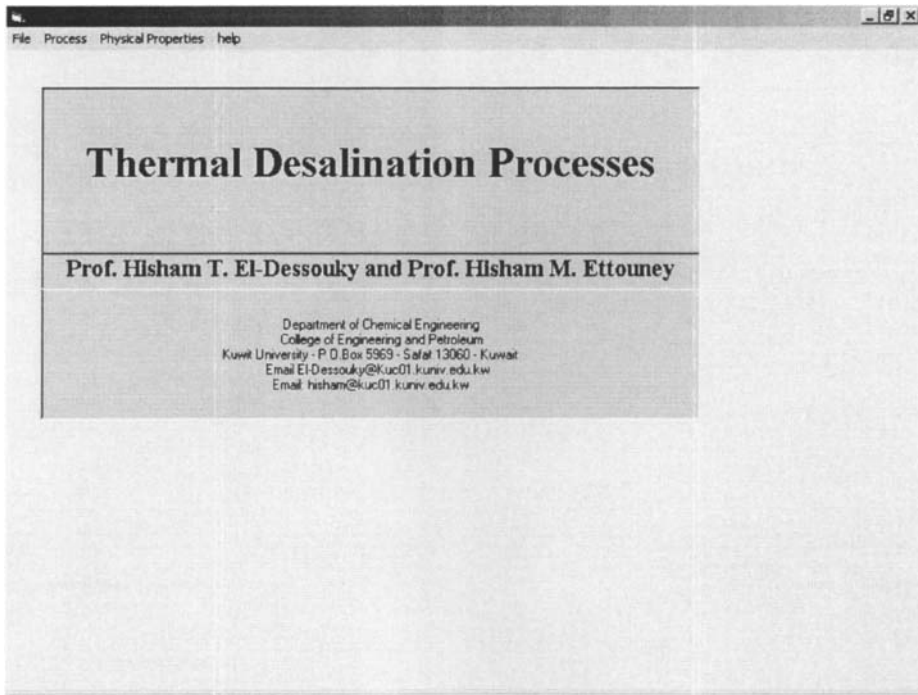 File Process Physical Properties help
Thermal Desalination Processes
Prof. Hisham T. El-Dessouky and Prof. Hisham M. Ettouney
Department of Chemical Engineering
College of Engineering and Petroleum
Kuwit University - P O.Box 5969 - Safat 13060 - Kuwait
Email El-Dessouky@Kuc01.kuniv.edu.kw
Email: hisham@kuc01.kuniv.edu.kw